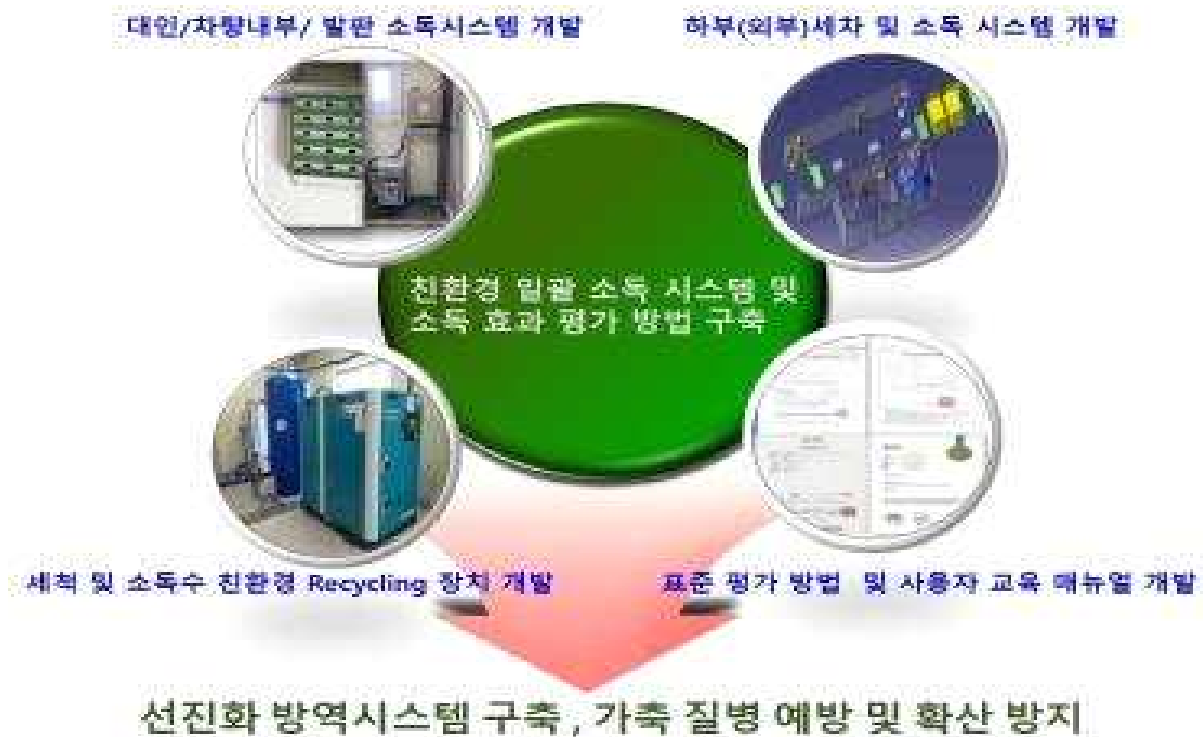 대인/차량내부/ 발판 소독시스템 개발
하부(외부)세차 및 소독 시스템 개발
친환경 일괄 소독 시스템 및
소독 효과 평가 방법 구축
세척 및 소독수 친환경 Recycling 장치 개발
표준 평가 방법 및 사용자 교육 매뉴얼 개발
선진화 방역시스템 구축, 가축 질병 예방 및 확산 방지